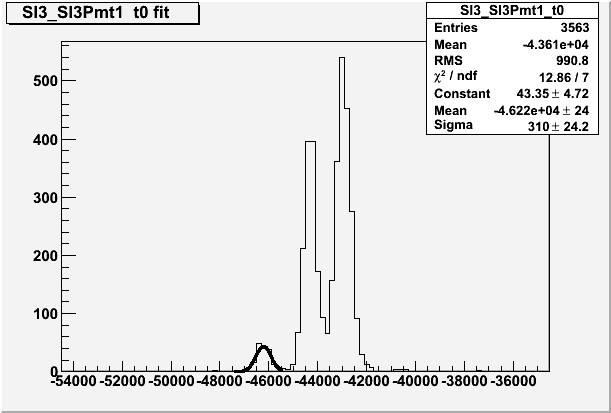 SI3_SI3Pmt1 t0 fit
SI3_SI3Pmt1_t0
Entries 3563
Mean -4.361e+04
RMS 990.8
χ² / ndf 12.86 / 7
Constant 43.35 ± 4.72
Mean -4.622e+04 ± 24
Sigma 310 ± 24.2
500
400
300
200
100
0
-54000 -52000 -50000 -48000 -46000 -44000 -42000 -40000 -38000 -36000